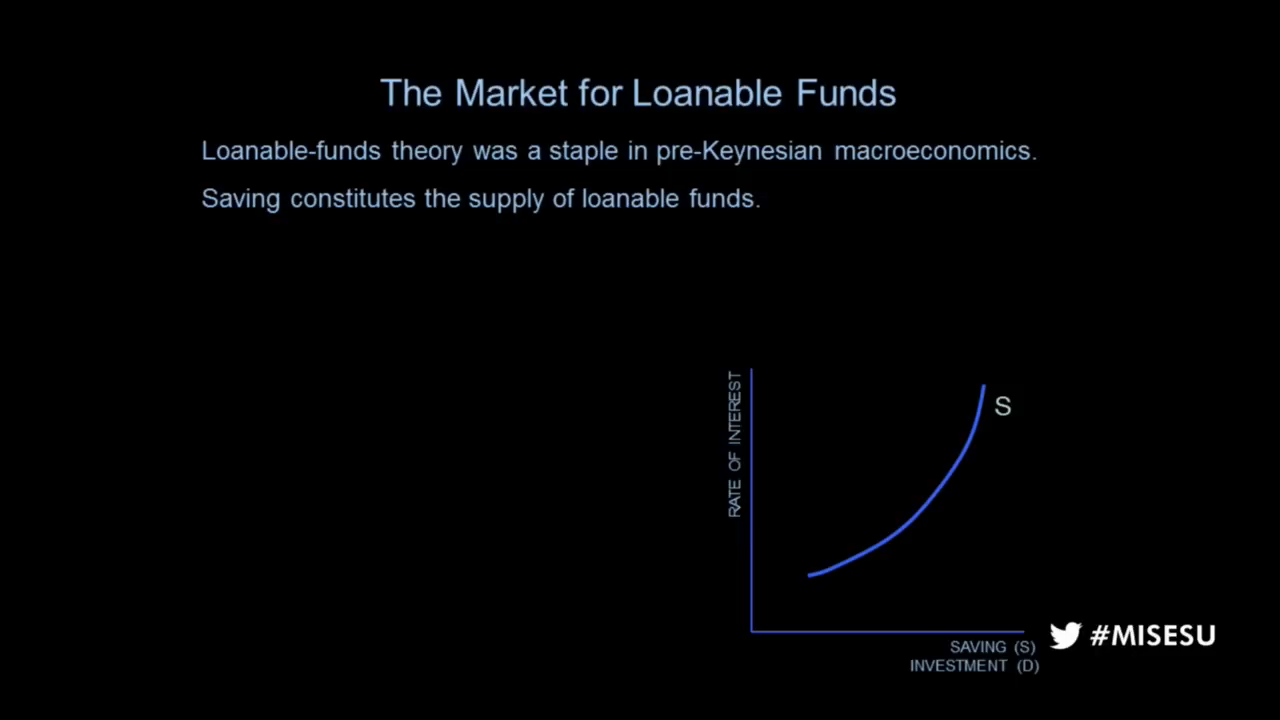 The Market for Loanable Funds
Loanable-funds theory was a staple in pre-Keynesian macroeconomics.
Saving constitutes the supply of loanable funds.
RATE OF INTEREST
S
SAVING (S)
INVESTMENT (D)
#MISESU